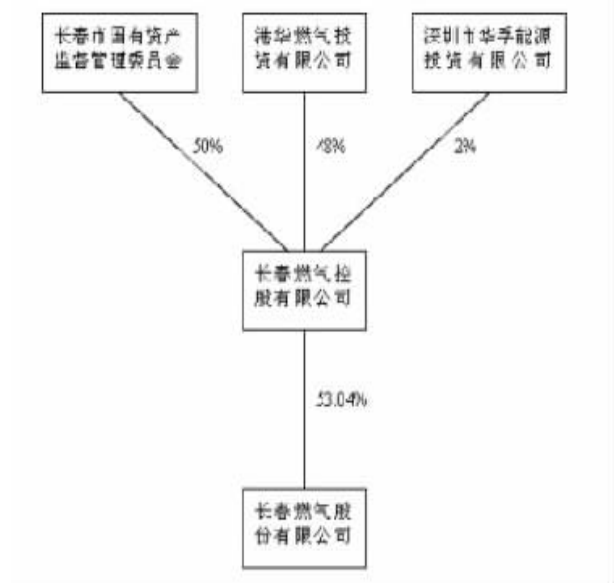 长春市国有资产
监督管理委员会
港华燃气投
资有限公司
深圳市华孚能源
投资有限公司
50%
48%
2%
长春燃气控
股有限公司
53.04%
长春燃气股
份有限公司